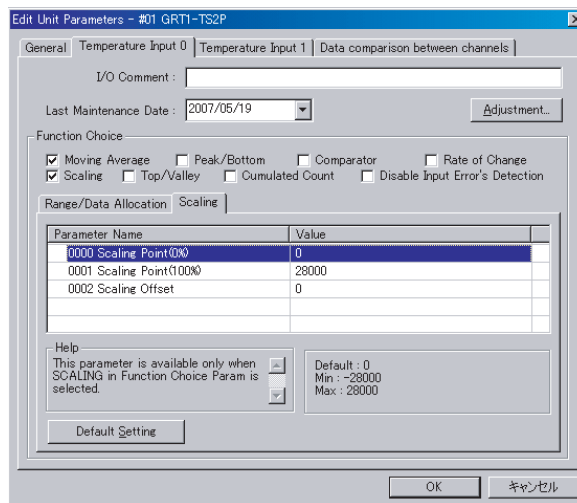 Edit Unit Parameters - #01 GRT1-TS2P
General Temperature Input 0 Temperature Input 1 Data comparison between channels
I/O Comment :
Last Maintenance Date : 2007/05/19 Adjustment...
Function Choice
Moving Average Peak/Bottom Comparator Rate of Change
Scaling Top/Valley Cumulated Count Disable Input Error's Detection
Range/Data Allocation Scaling
Parameter Name Value
0000 Scaling Point(0%) 0
0001 Scaling Point(100%) 28000
0002 Scaling Offset 0
Help
This parameter is available only when
SCALING in Function Choice Param is
selected.
Default : 0
Min : -28000
Max : 28000
Default Setting
OK キャンセル